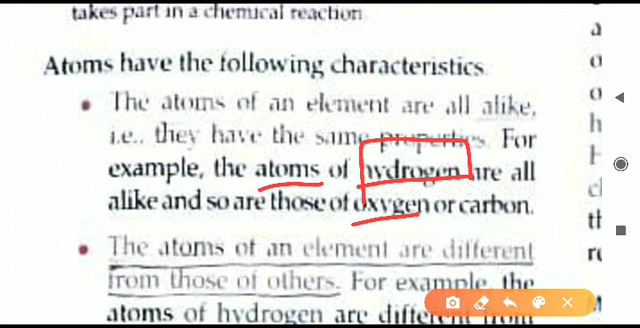 takes part in a chemical reaction
Atoms have the following characteristics
• The atoms of an element are all alike,
i.e., they have the same properties. For
example, the atoms of hydrogen are all
alike and so are those of oxygen or carbon.
• The atoms of an element are different
from those of others. For example, the
atoms of hydrogen are different from